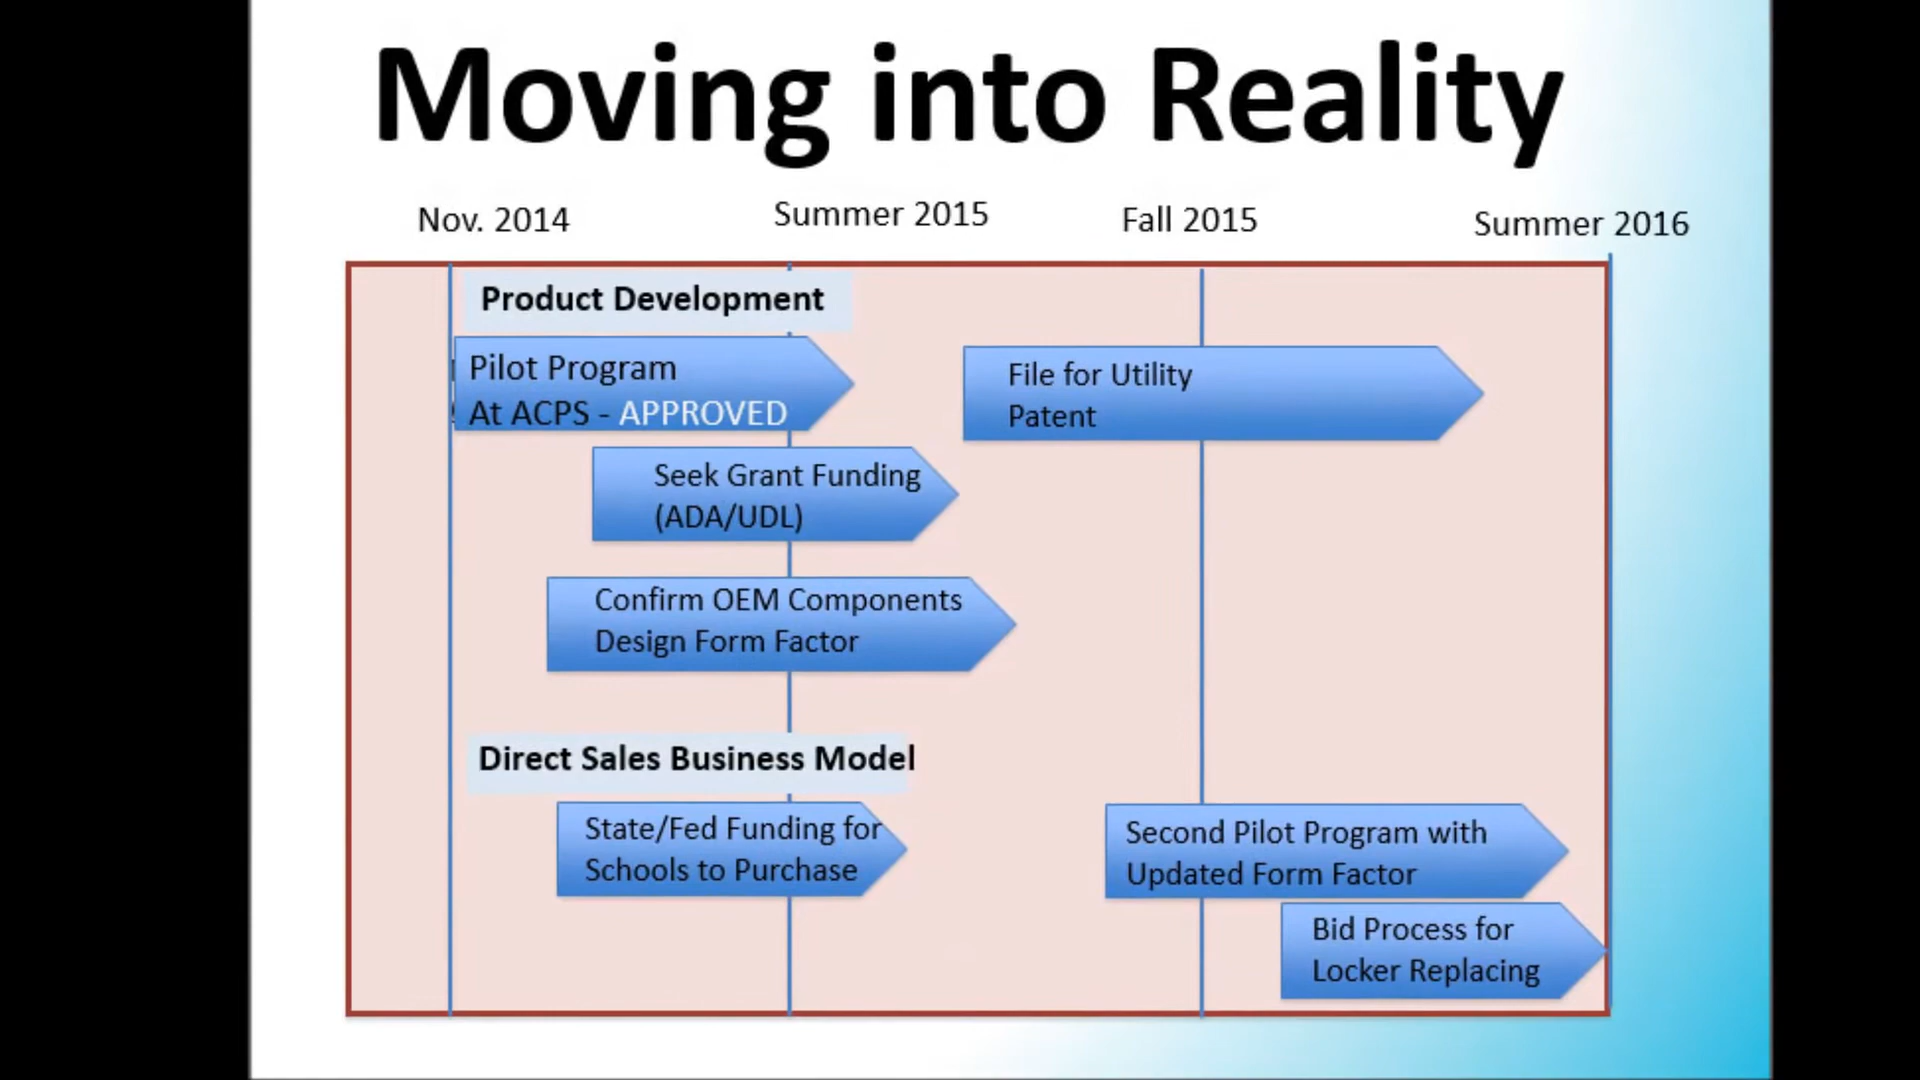 Moving into Reality
Nov. 2014
Summer 2015
Fall 2015
Summer 2016
Product Development
Pilot Program
At ACPS - APPROVED
File for Utility
Patent
Seek Grant Funding
(ADA/UDL)
Confirm OEM Components
Design Form Factor
Direct Sales Business Model
State/Fed Funding for
Schools to Purchase
Second Pilot Program with
Updated Form Factor
Bid Process for
Locker Replacing